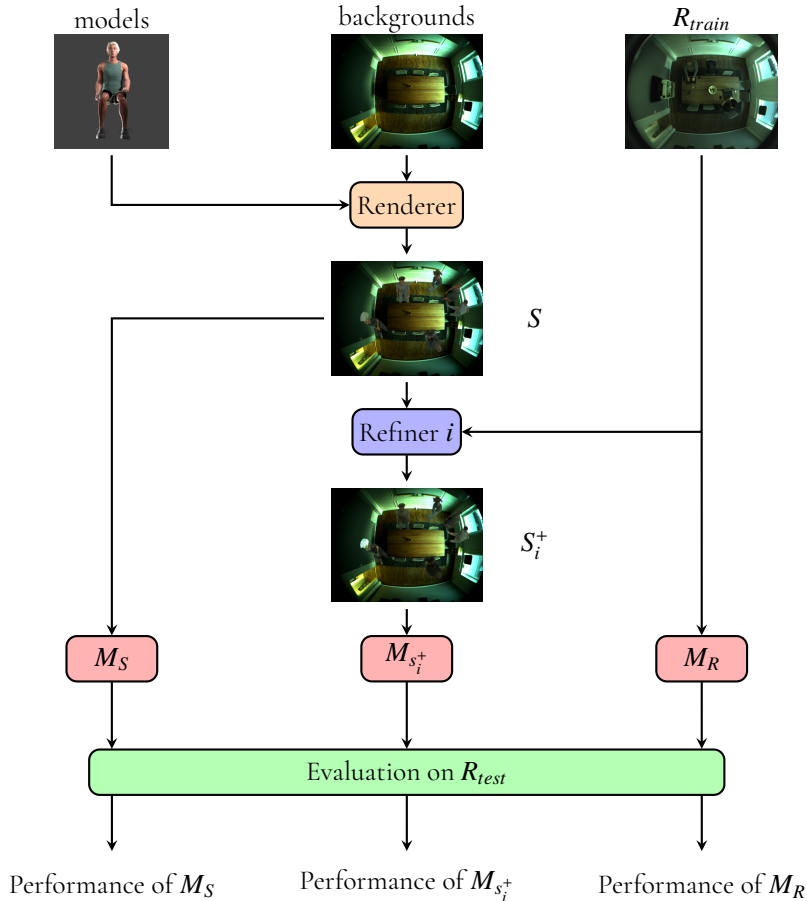 models
backgrounds
R_train
Renderer
S
Refiner i
S_i^+
M_S
M_{s_i^+}
M_R
Evaluation on R_test
Performance of M_S
Performance of M_{s_i^+}
Performance of M_R